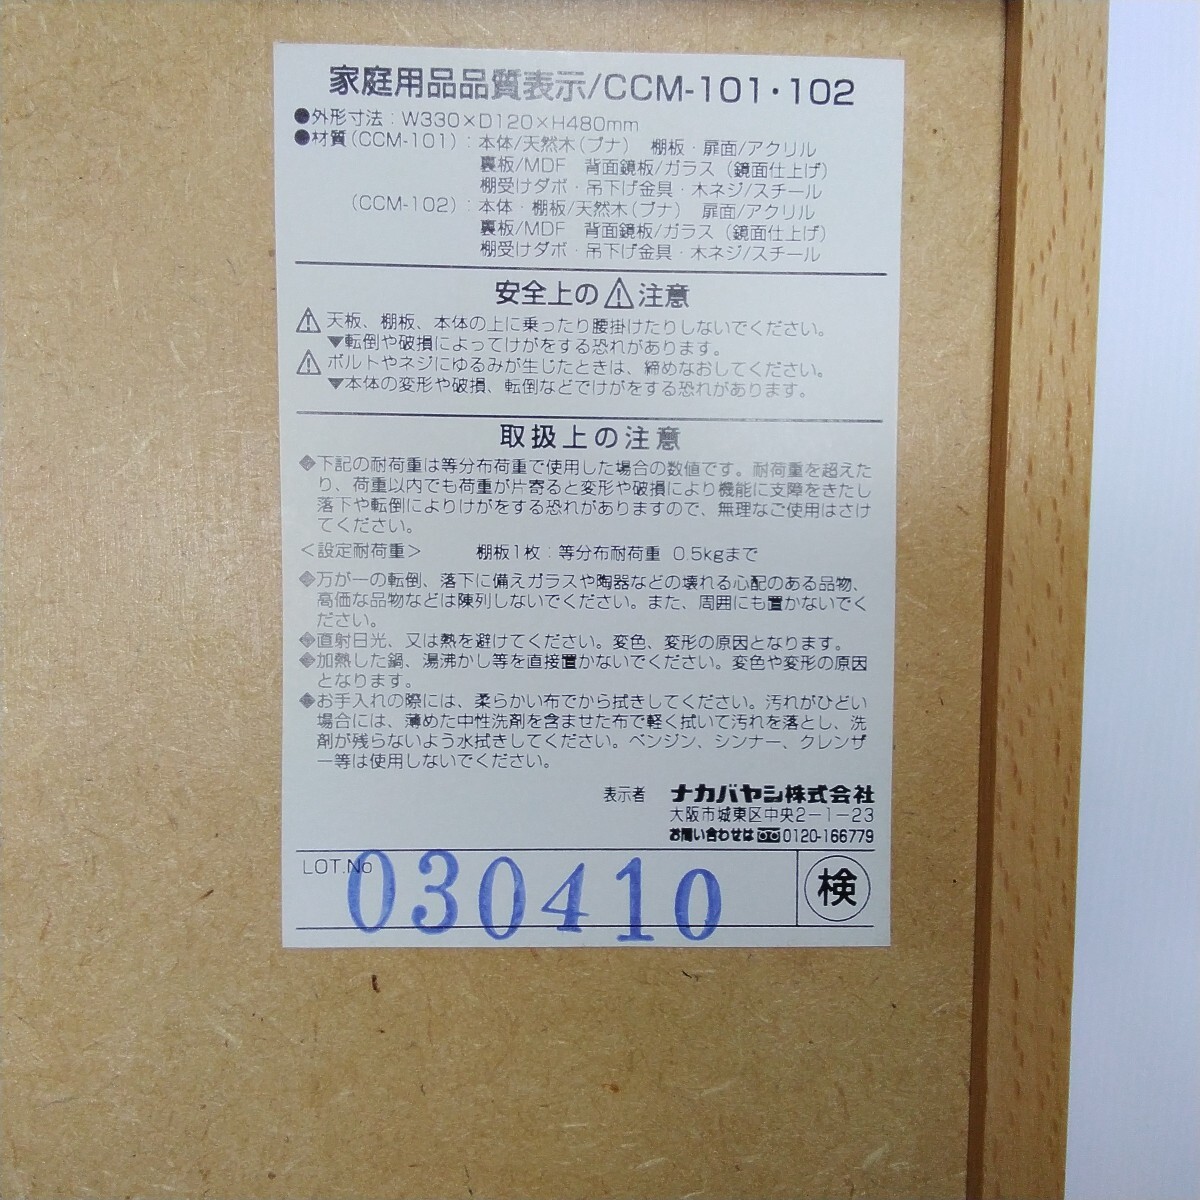 家庭用品品質表示/CCM-101・102
●外形寸法：W330×D120×H480mm
●材質(CCM-101)：本体/天然木(ブナ)　棚板・扉面/アクリル
裏板/MDF　背面鏡板/ガラス(鏡面仕上げ)
棚受けダボ・吊下げ金具・木ネジ/スチール
(CCM-102)：本体・棚板/天然木(ブナ)　扉面/アクリル
裏板/MDF　背面鏡板/ガラス(鏡面仕上げ)
棚受けダボ・吊下げ金具・木ネジ/スチール
安全上の⚠注意
⚠天板、棚板、本体の上に乗ったり腰掛けたりしないでください。
▼転倒や破損によってけがをする恐れがあります。
⚠ボルトやネジにゆるみが生じたときは、締めなおしてください。
▼本体の変形や破損、転倒などでけがをする恐れがあります。
取扱上の注意
◆下記の耐荷重は等分布荷重で使用した場合の数値です。耐荷重を超えた
り、荷重以内でも荷重が片寄ると変形や破損により機能に支障をきたし
落下や転倒によりけがをする恐れがありますので、無理なご使用はさけ
てください。
＜設定耐荷重＞　棚板1枚：等分布耐荷重 0.5kgまで
◆万が一の転倒、落下に備えガラスや陶器などの壊れる心配のある品物、
高価な品物などは陳列しないでください。また、周囲にも置かないでく
ださい。
◆直射日光、又は熱を避けてください。変色、変形の原因となります。
◆加熱した鍋、湯沸かし等を直接置かないでください。変色や変形の原因
となります。
◆お手入れの際には、柔らかい布でから拭きしてください。汚れがひどい
場合には、薄めた中性洗剤を含ませた布で軽く拭いて汚れを落とし、洗
剤が残らないよう水拭きしてください。ベンジン、シンナー、クレンザ
ー等は使用しないでください。
表示者　ナカバヤシ株式会社
大阪市城東区中央2－1－23
お問い合わせは 0120-166779
LOT.No 030410 検